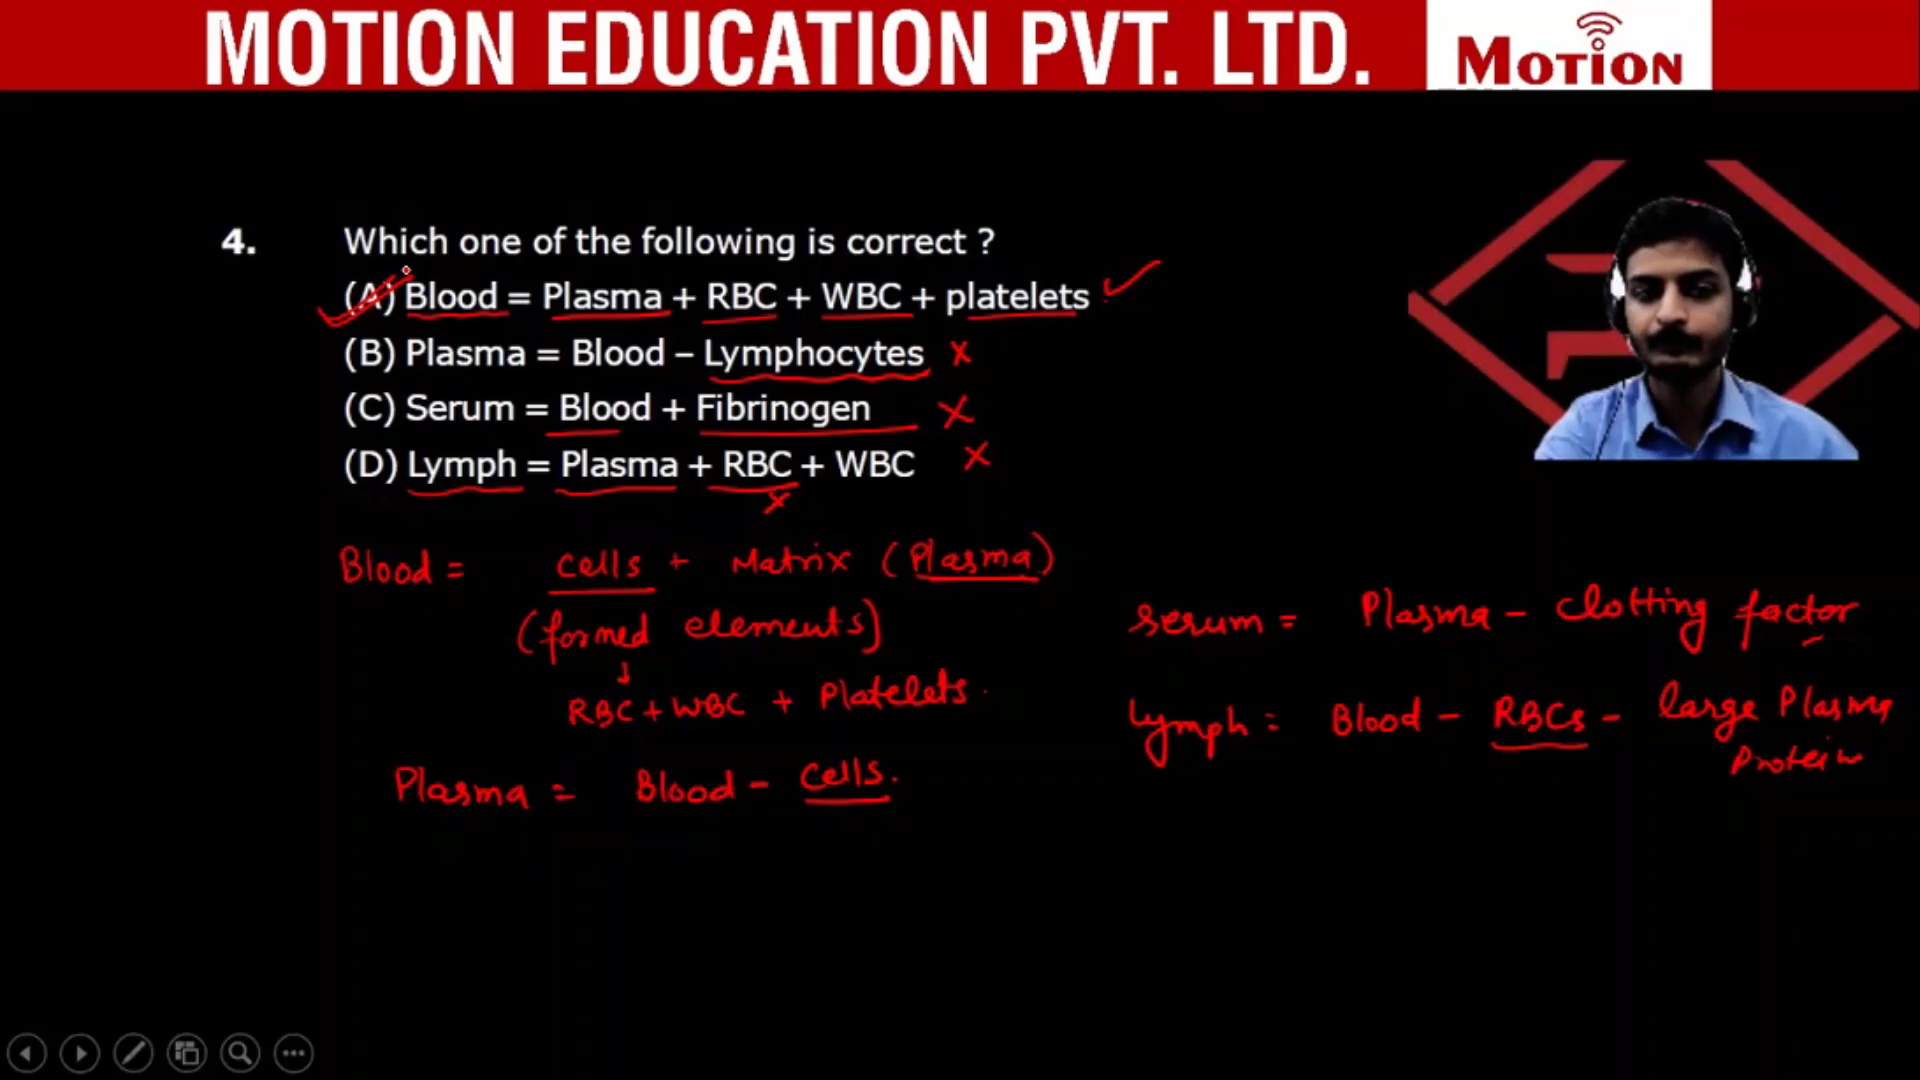 MOTION EDUCATION PVT. LTD.
MOTION
4. Which one of the following is correct ?
(A) Blood = Plasma + RBC + WBC + platelets
(B) Plasma = Blood – Lymphocytes x
(C) Serum = Blood + Fibrinogen x
(D) Lymph = Plasma + RBC + WBC x
x
Blood = cells + Matrix (Plasma)
(formed elements)
RBC + WBC + Platelets.
Plasma = Blood - cells.
serum = Plasma - clotting factor
lymph = Blood - RBCs - large Plasma
Protein